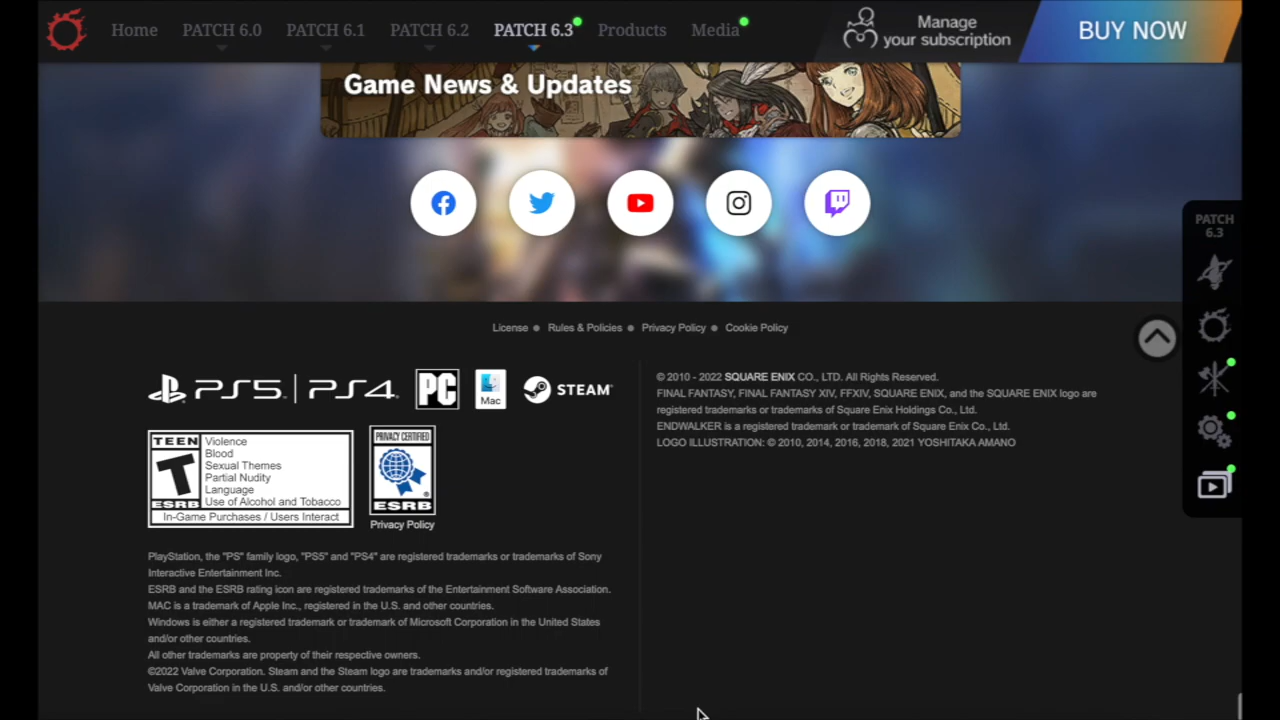 Home PATCH 6.0 PATCH 6.1 PATCH 6.2 PATCH 6.3 Products Media
Manage
your subscription
BUY NOW
Game News & Updates
PATCH
6.3
License ● Rules & Policies ● Privacy Policy ● Cookie Policy
PS5 | PS4 PC Mac STEAM
TEEN
T
ESRB
Violence
Blood
Sexual Themes
Partial Nudity
Language
Use of Alcohol and Tobacco
In-Game Purchases / Users Interact
PRIVACY CERTIFIED
ESRB
Privacy Policy
PlayStation, the "PS" family logo, "PS5" and "PS4" are registered trademarks or trademarks of Sony
Interactive Entertainment Inc.
ESRB and the ESRB rating icon are registered trademarks of the Entertainment Software Association.
MAC is a trademark of Apple Inc., registered in the U.S. and other countries.
Windows is either a registered trademark or trademark of Microsoft Corporation in the United States
and/or other countries.
All other trademarks are property of their respective owners.
©2022 Valve Corporation. Steam and the Steam logo are trademarks and/or registered trademarks of
Valve Corporation in the U.S. and/or other countries.
© 2010 - 2022 SQUARE ENIX CO., LTD. All Rights Reserved.
FINAL FANTASY, FINAL FANTASY XIV, FFXIV, SQUARE ENIX, and the SQUARE ENIX logo are
registered trademarks or trademarks of Square Enix Holdings Co., Ltd.
ENDWALKER is a registered trademark or trademark of Square Enix Co., Ltd.
LOGO ILLUSTRATION: © 2010, 2014, 2016, 2018, 2021 YOSHITAKA AMANO